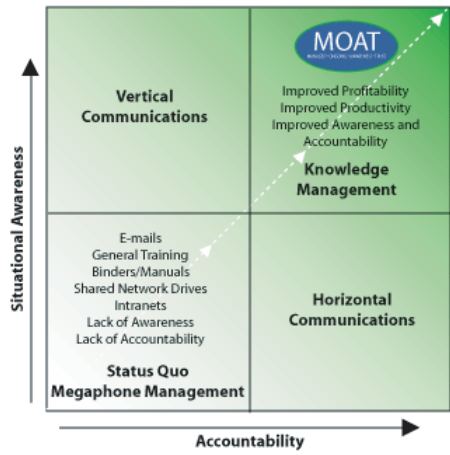 MOAT
Improved Profitability
Improved Productivity
Improved Awareness and
Accountability
Knowledge
Management
Vertical
Communications
Situational Awareness
E-mails
General Training
Binders/Manuals
Shared Network Drives
Intranets
Lack of Awareness
Lack of Accountability
Status Quo
Megaphone Management
Horizontal
Communications
Accountability